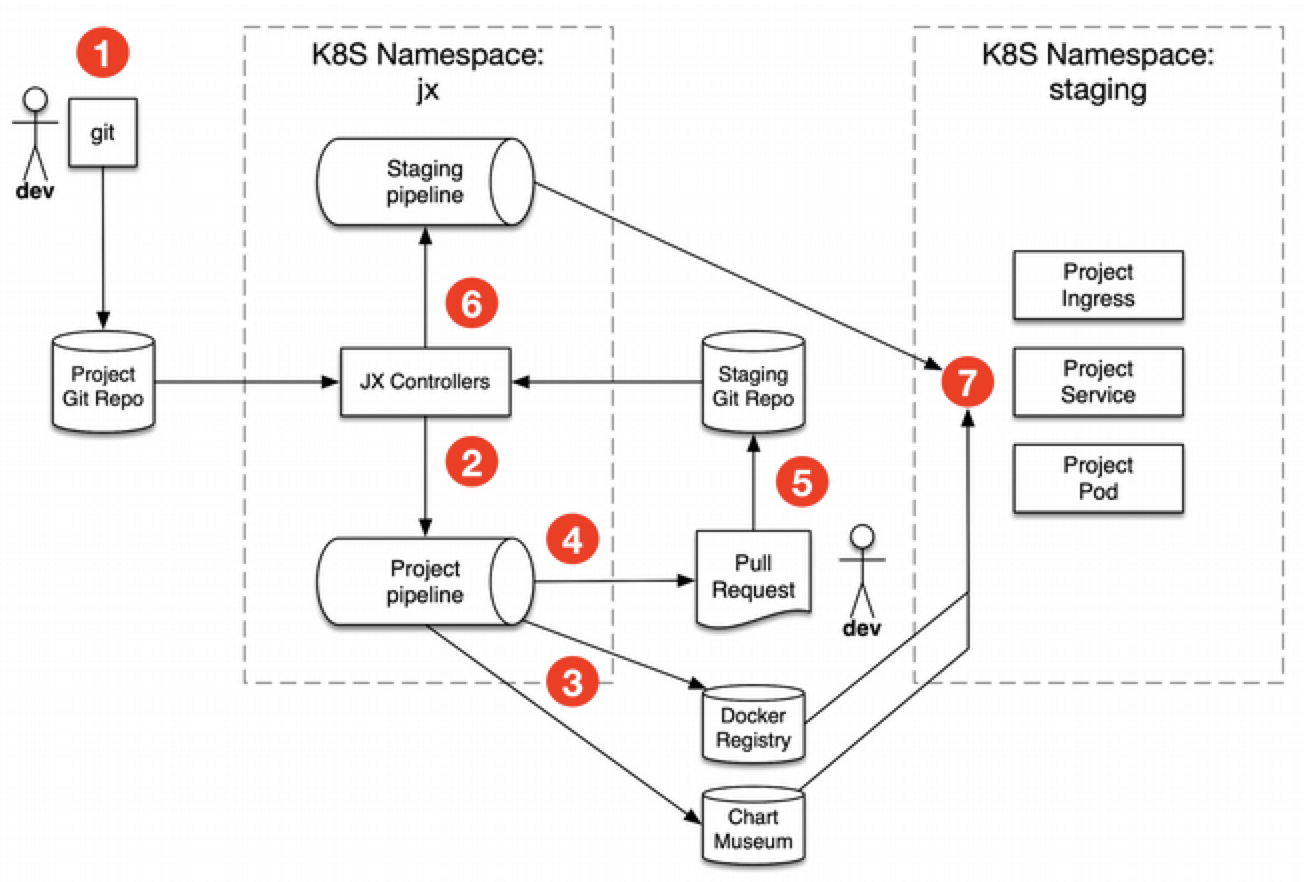 1
K8S Namespace:
jx
K8S Namespace:
staging
git
dev
Staging
pipeline
6
Project
Ingress
Project
Git Repo
JX Controllers
Staging
Git Repo
7
Project
Service
2
5
Project
Pod
4
Project
pipeline
Pull
Request
dev
3
Docker
Registry
Chart
Museum